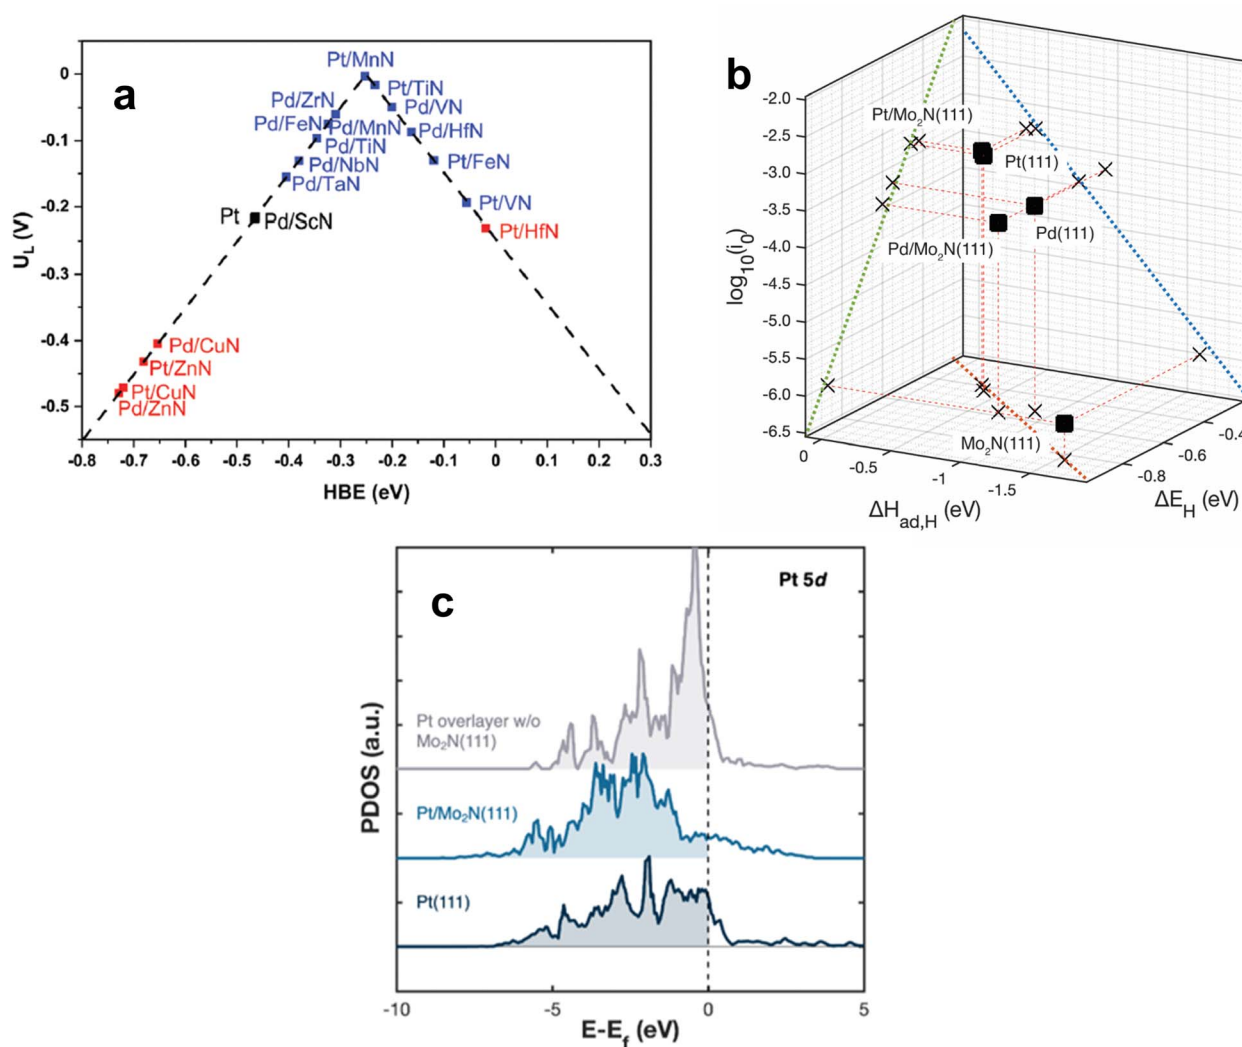 a
U_L (V)
0
-0.1
-0.2
-0.3
-0.4
-0.5
Pt/MnN
Pt/TiN
Pd/ZrN
Pd/VN
Pd/FeN
Pd/MnN
Pd/HfN
Pd/TiN
Pd/NbN
Pt/FeN
Pd/TaN
Pt/VN
Pt
Pd/ScN
Pt/HfN
Pd/CuN
Pt/ZnN
Pt/CuN
Pd/ZnN
-0.8 -0.7 -0.6 -0.5 -0.4 -0.3 -0.2 -0.1 0 0.1 0.2 0.3
HBE (eV)
b
log10(i0)
-2.0
-2.5
-3.0
-3.5
-4.0
-4.5
-5.0
-5.5
-6.0
-6.5
Pt/Mo2N(111)
Pt(111)
Pd(111)
Pd/Mo2N(111)
Mo2N(111)
0 -0.5 -1 -1.5
ΔH_ad,H (eV)
-0.8 -0.6 -0.4
ΔE_H (eV)
c
Pt 5d
PDOS (a.u.)
Pt overlayer w/o
Mo2N(111)
Pt/Mo2N(111)
Pt(111)
-10 -5 0 5
E-E_f (eV)